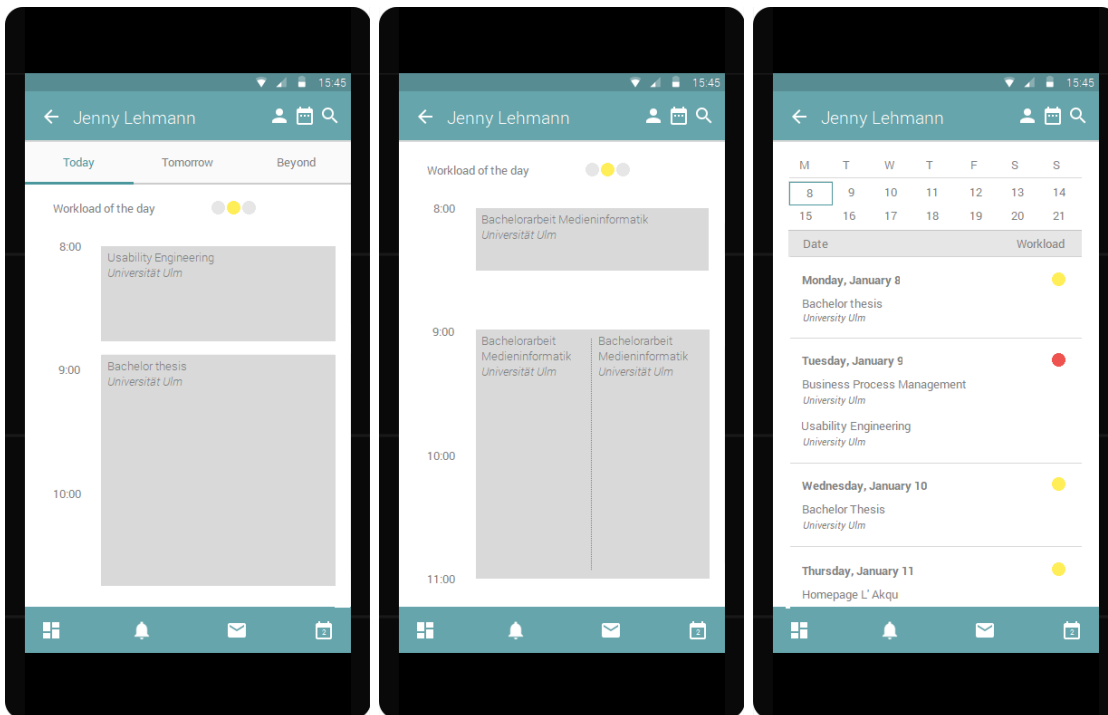 15:45
Jenny Lehmann
Today Tomorrow Beyond
Workload of the day
8:00
Usability Engineering
Universität Ulm
9:00
Bachelor thesis
Universität Ulm
10:00
2
15:45
Jenny Lehmann
Workload of the day
8:00
Bachelorarbeit Medieninformatik
Universität Ulm
9:00
Bachelorarbeit
Medieninformatik
Universität Ulm
Bachelorarbeit
Medieninformatik
Universität Ulm
10:00
11:00
2
15:45
Jenny Lehmann
M T W T F S S
8 9 10 11 12 13 14
15 16 17 18 19 20 21
Date Workload
Monday, January 8
Bachelor thesis
University Ulm
Tuesday, January 9
Business Process Management
University Ulm
Usability Engineering
University Ulm
Wednesday, January 10
Bachelor Thesis
University Ulm
Thursday, January 11
Homepage L' Akqu
2